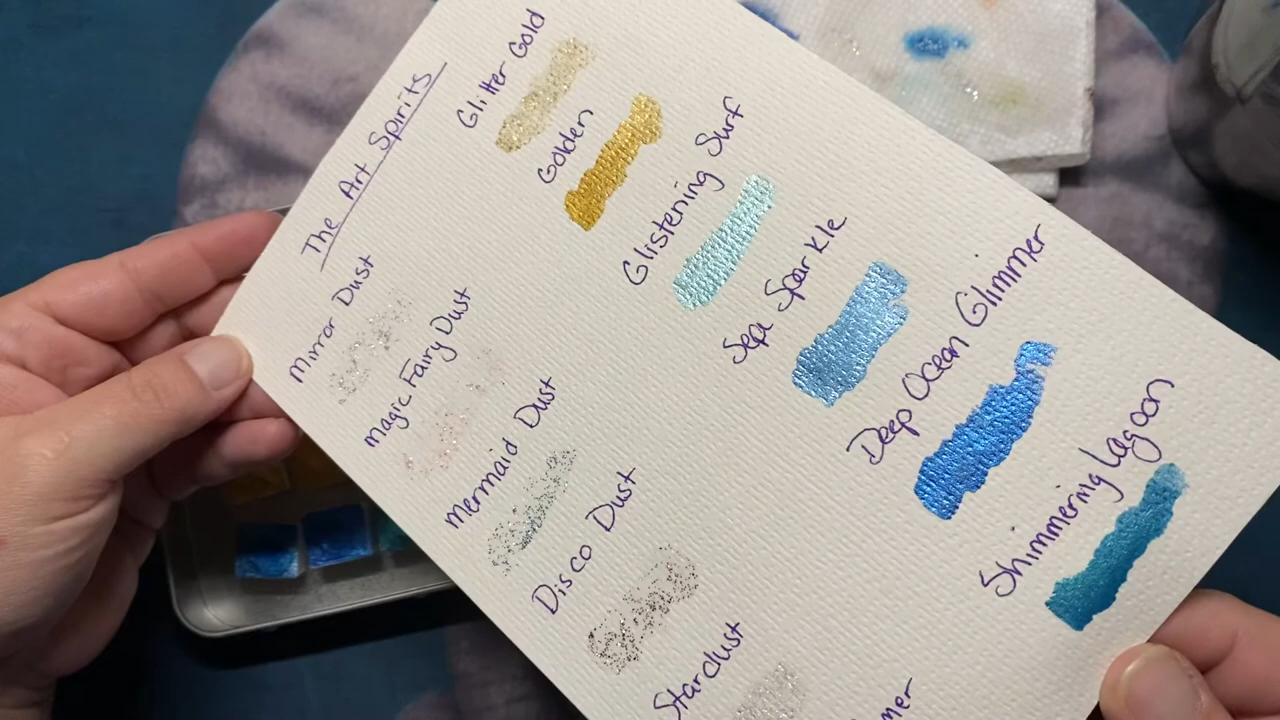 The Art Spirits
Glitter Gold
Golden
Glistening Surf
Sea Sparkle
Deep Ocean Glimmer
Shimmering Lagoon
Mirror Dust
Magic Fairy Dust
Mermaid Dust
Disco Dust
Stardust